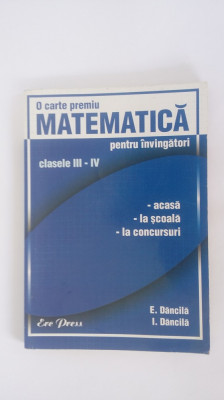 O carte premiu
MATEMATICĂ
pentru învingători
clasele III - IV
- acasă
- la școală
- la concursuri
E. Dăncilă
I. Dăncilă
Erc Press